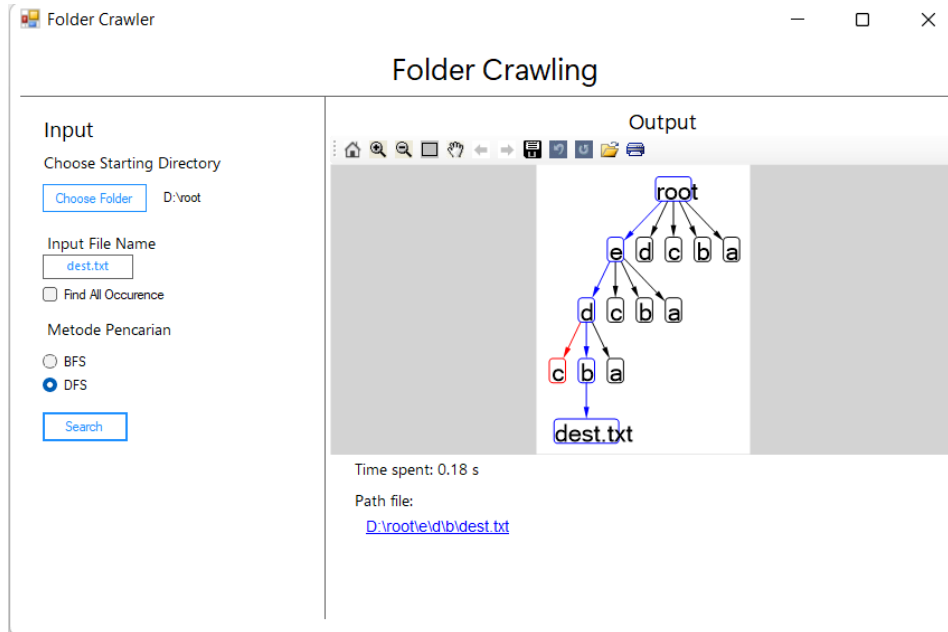 Folder Crawler
Folder Crawling
Input
Choose Starting Directory
Choose Folder
D:\root
Input File Name
dest.txt
Find All Occurence
Metode Pencarian
BFS
DFS
Search
Output
root
e d c b a
d c b a
c b a
dest.txt
Time spent: 0.18 s
Path file:
D:\root\e\d\b\dest.txt